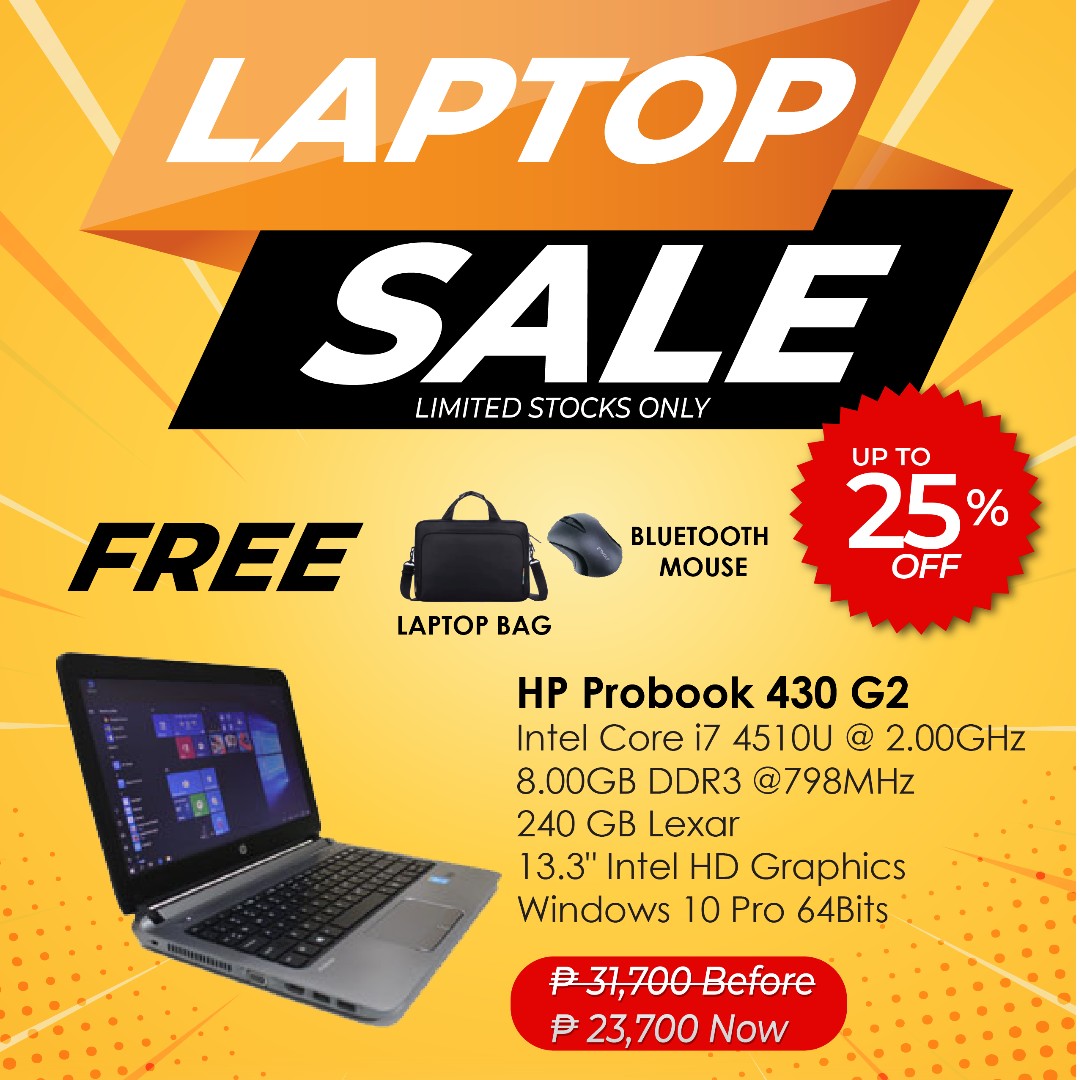 LAPTOP
SALE
LIMITED STOCKS ONLY
UP TO
25%
OFF
FREE
BLUETOOTH
MOUSE
LAPTOP BAG
HP Probook 430 G2
Intel Core i7 4510U @ 2.00GHz
8.00GB DDR3 @798MHz
240 GB Lexar
13.3" Intel HD Graphics
Windows 10 Pro 64Bits
₱ 31,700 Before
₱ 23,700 Now